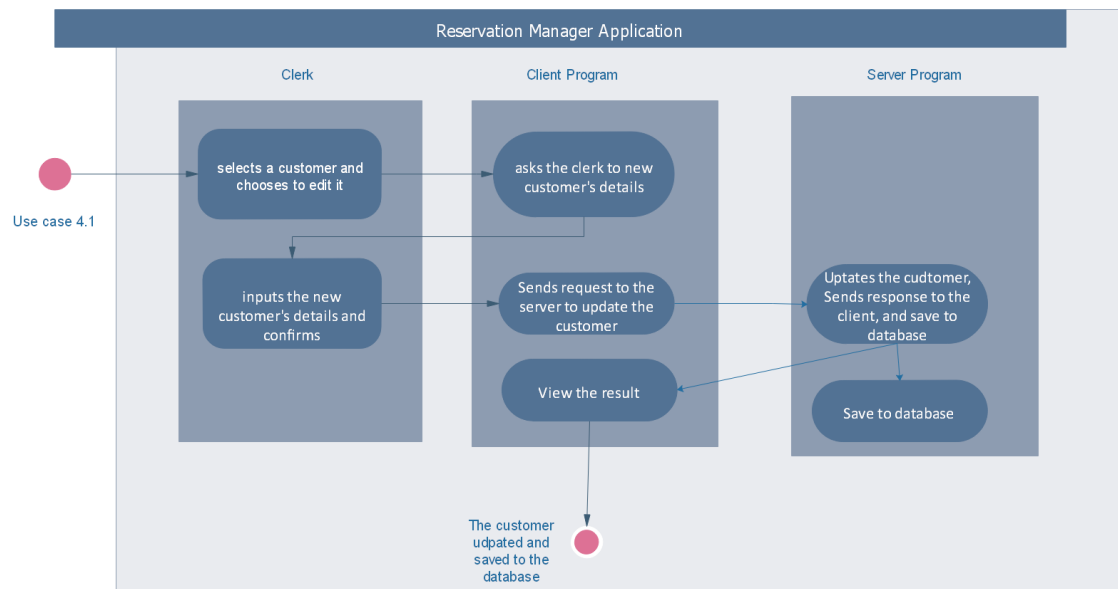 Reservation Manager Application
Clerk
Client Program
Server Program
selects a customer and
chooses to edit it
asks the clerk to new
customer's details
Use case 4.1
inputs the new
customer's details and
confirms
Sends request to the
server to update the
customer
Uptates the cudtomer,
Sends response to the
client, and save to
database
View the result
Save to database
The customer
udpated and
saved to the
database